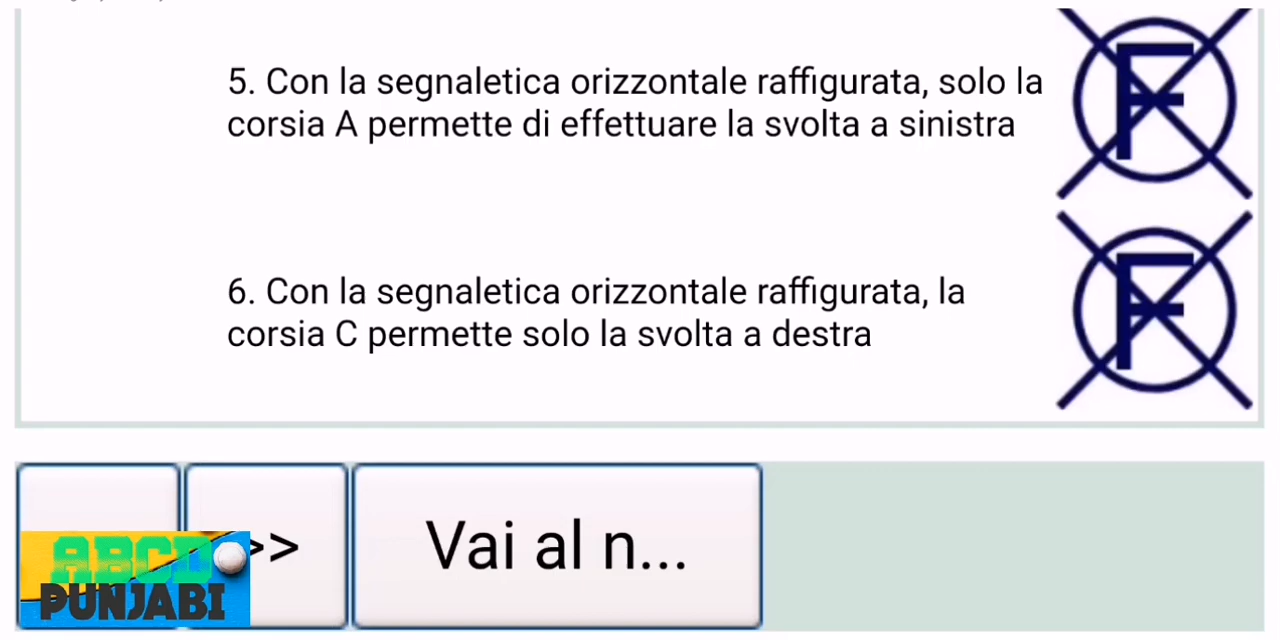 5. Con la segnaletica orizzontale raffigurata, solo la
corsia A permette di effettuare la svolta a sinistra
F
6. Con la segnaletica orizzontale raffigurata, la
corsia C permette solo la svolta a destra
F
>>
Vai al n...
ABCD
PUNJABI